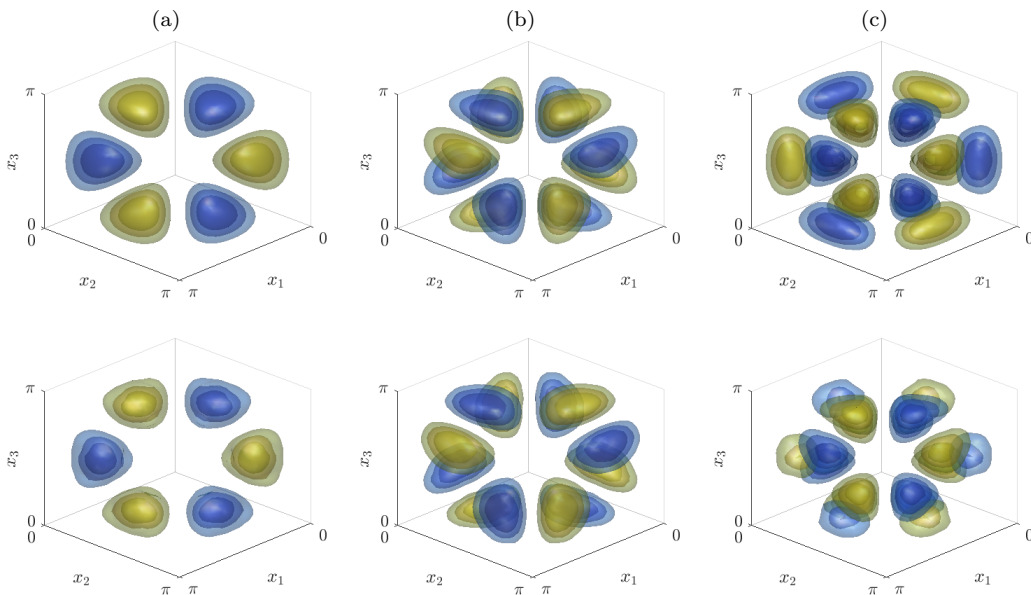 (a) (b) (c)
π π π
x₃ x₃ x₃
0 0 0
0 0 0 0 0 0
x₂ x₁ x₂ x₁ x₂ x₁
π π π π π π
π π π
x₃ x₃ x₃
0 0 0
0 0 0 0 0 0
x₂ x₁ x₂ x₁ x₂ x₁
π π π π π π